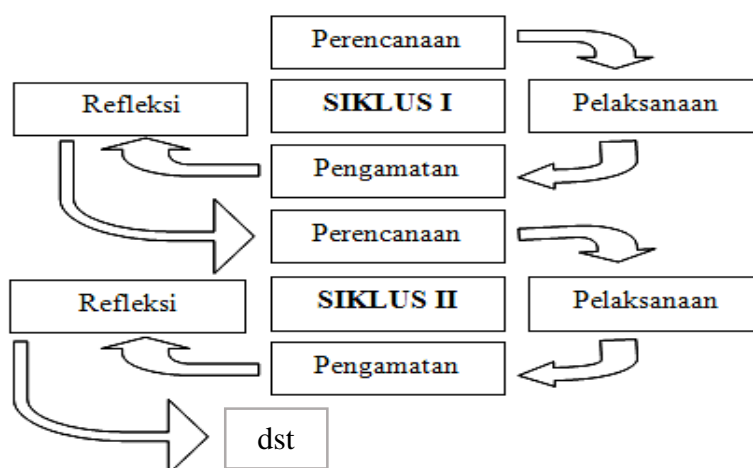 Perencanaan
Refleksi
SIKLUS I
Pelaksanaan
Pengamatan
Perencanaan
Refleksi
SIKLUS II
Pelaksanaan
Pengamatan
dst